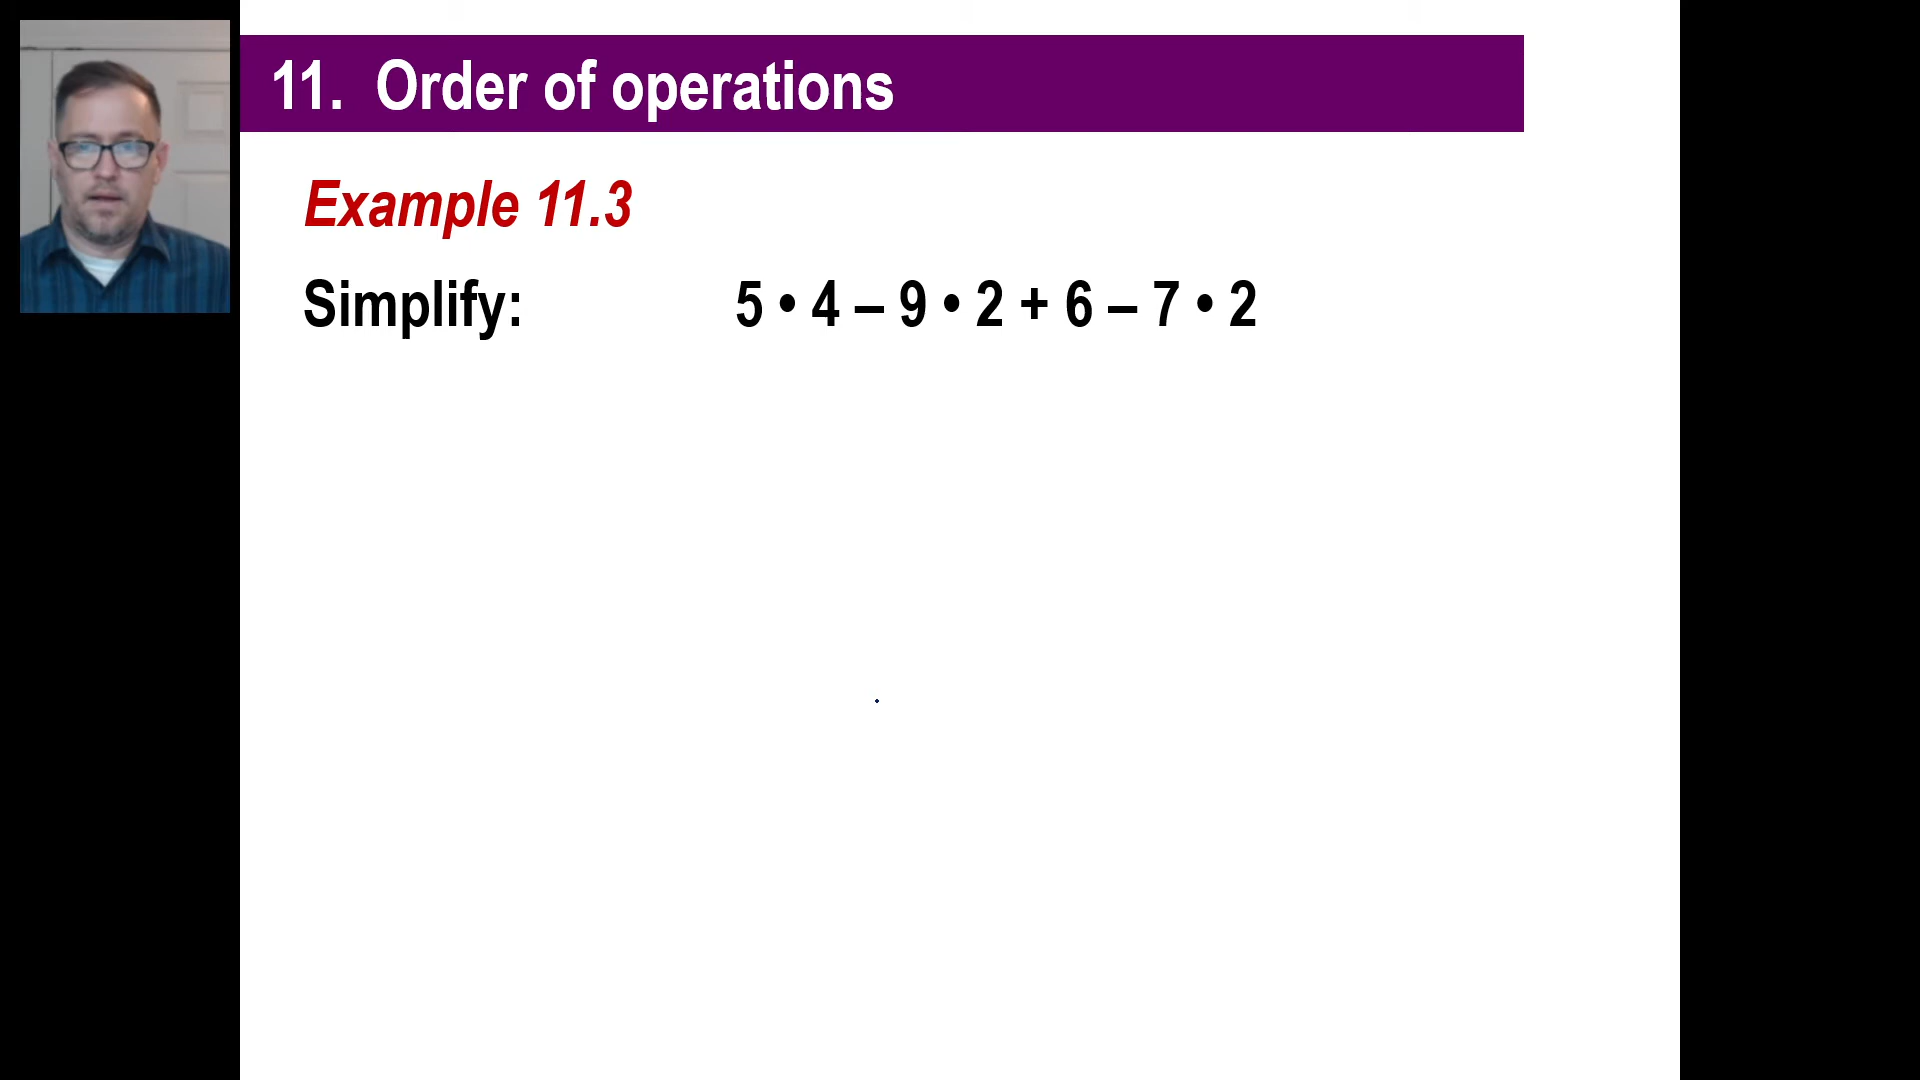 11. Order of operations
Example 11.3
Simplify: 5 • 4 – 9 • 2 + 6 – 7 • 2